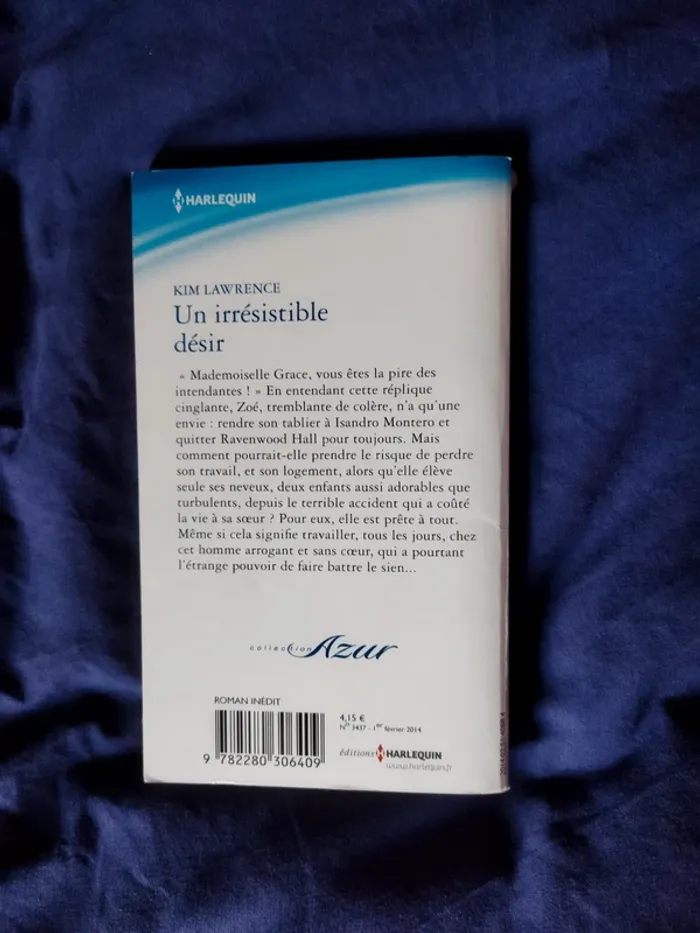 HARLEQUIN
KIM LAWRENCE
Un irrésistible
désir
« Mademoiselle Grace, vous êtes la pire des
intendantes ! » En entendant cette réplique
cinglante, Zoé, tremblante de colère, n'a qu'une
envie : rendre son tablier à Isandro Montero et
quitter Ravenwood Hall pour toujours. Mais
comment pourrait-elle prendre le risque de perdre
son travail, et son logement, alors qu'elle élève
seule ses neveux, deux enfants aussi adorables que
turbulents, depuis le terrible accident qui a coûté
la vie à sa sœur ? Pour eux, elle est prête à tout.
Même si cela signifie travailler, tous les jours, chez
cet homme arrogant et sans cœur, qui a pourtant
l'étrange pouvoir de faire battre le sien...
collection Azur
ROMAN INÉDIT
4,15 €
N° 3437 - 1er février 2014
9 782280 306409
éditions HARLEQUIN
www.harlequin.fr